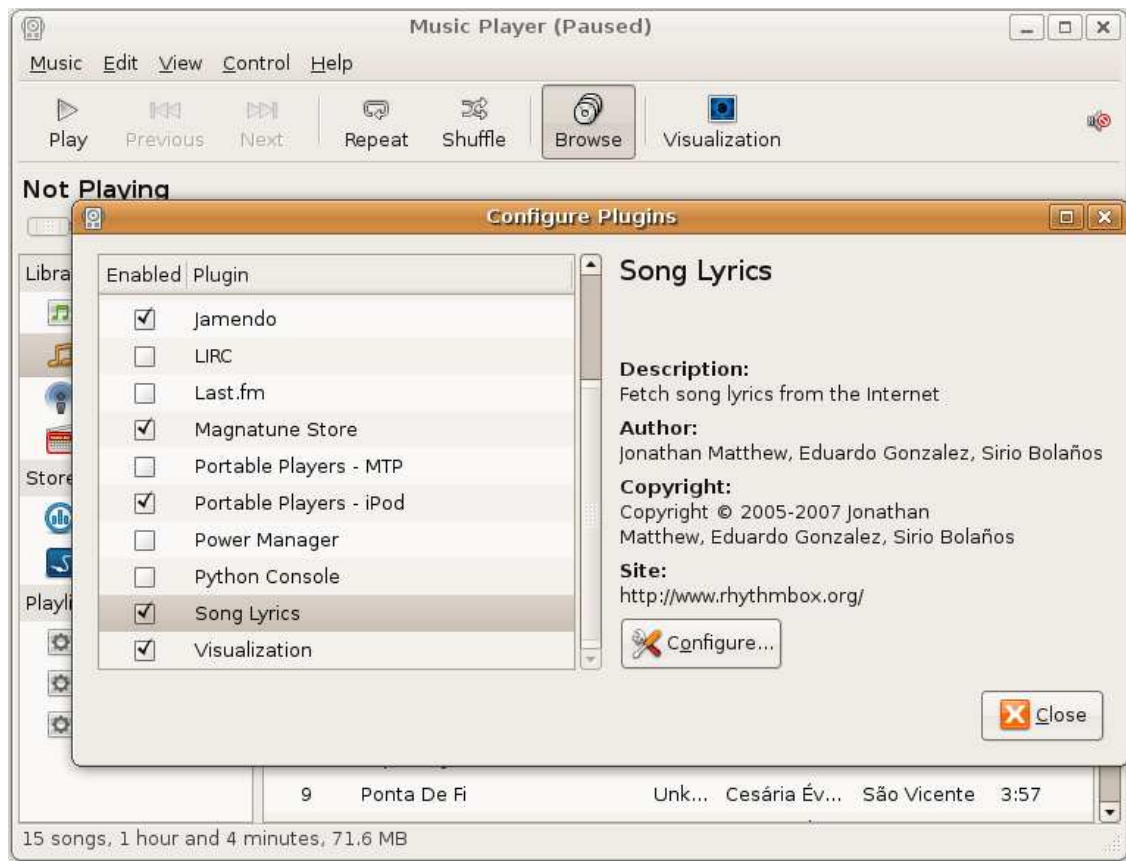 Music Player (Paused)
Music Edit View Control Help
Play Previous Next Repeat Shuffle Browse Visualization
Not Playing
Configure Plugins
Libra
Store
Playli
Enabled Plugin
Jamendo
LIRC
Last.fm
Magnatune Store
Portable Players - MTP
Portable Players - iPod
Power Manager
Python Console
Song Lyrics
Visualization
Song Lyrics
Description:
Fetch song lyrics from the Internet
Author:
Jonathan Matthew, Eduardo Gonzalez, Sirio Bolaños
Copyright:
Copyright © 2005-2007 Jonathan
Matthew, Eduardo Gonzalez, Sirio Bolaños
Site:
http://www.rhythmbox.org/
Configure...
Close
9 Ponta De Fi Unk... Cesária Év... São Vicente 3:57
15 songs, 1 hour and 4 minutes, 71.6 MB